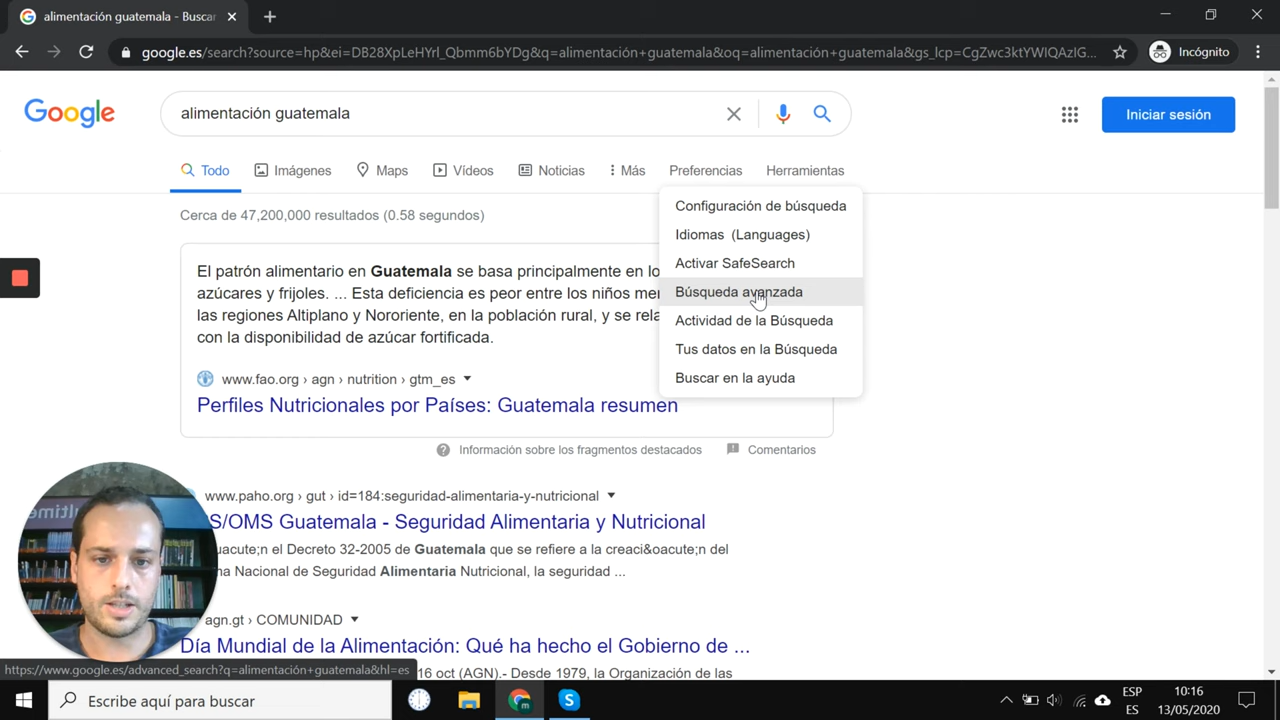 alimentación guatemala - Buscar
google.es/search?source=hp&ei=DB28XpLeHYrl_Qbmm6bYDg&q=alimentación+guatemala&oq=alimentación+guatemala&gs_lcp=CgZwc3ktYWIQAzIG...
Incógnito
Google
alimentación guatemala
Iniciar sesión
Todo Imágenes Maps Vídeos Noticias Más Preferencias Herramientas
Cerca de 47,200,000 resultados (0.58 segundos)
Configuración de búsqueda
Idiomas (Languages)
Activar SafeSearch
Búsqueda avanzada
Actividad de la Búsqueda
Tus datos en la Búsqueda
Buscar en la ayuda
El patrón alimentario en Guatemala se basa principalmente en lo
azúcares y frijoles. ... Esta deficiencia es peor entre los niños me
las regiones Altiplano y Nororiente, en la población rural, y se rela
con la disponibilidad de azúcar fortificada.
www.fao.org › agn › nutrition › gtm_es
Perfiles Nutricionales por Países: Guatemala resumen
Información sobre los fragmentos destacados Comentarios
www.paho.org › gut › id=184:seguridad-alimentaria-y-nutricional
S/OMS Guatemala - Seguridad Alimentaria y Nutricional
uacute;n el Decreto 32-2005 de Guatemala que se refiere a la creaci&oacute;n del
na Nacional de Seguridad Alimentaria Nutricional, la seguridad ...
agn.gt › COMUNIDAD
Día Mundial de la Alimentación: Qué ha hecho el Gobierno de ...
https://www.google.es/advanced_search?q=alimentación+guatemala&hl=es
16 oct (AGN).- Desde 1979, la Organización de las
Escribe aquí para buscar
ESP
ES
10:16
13/05/2020